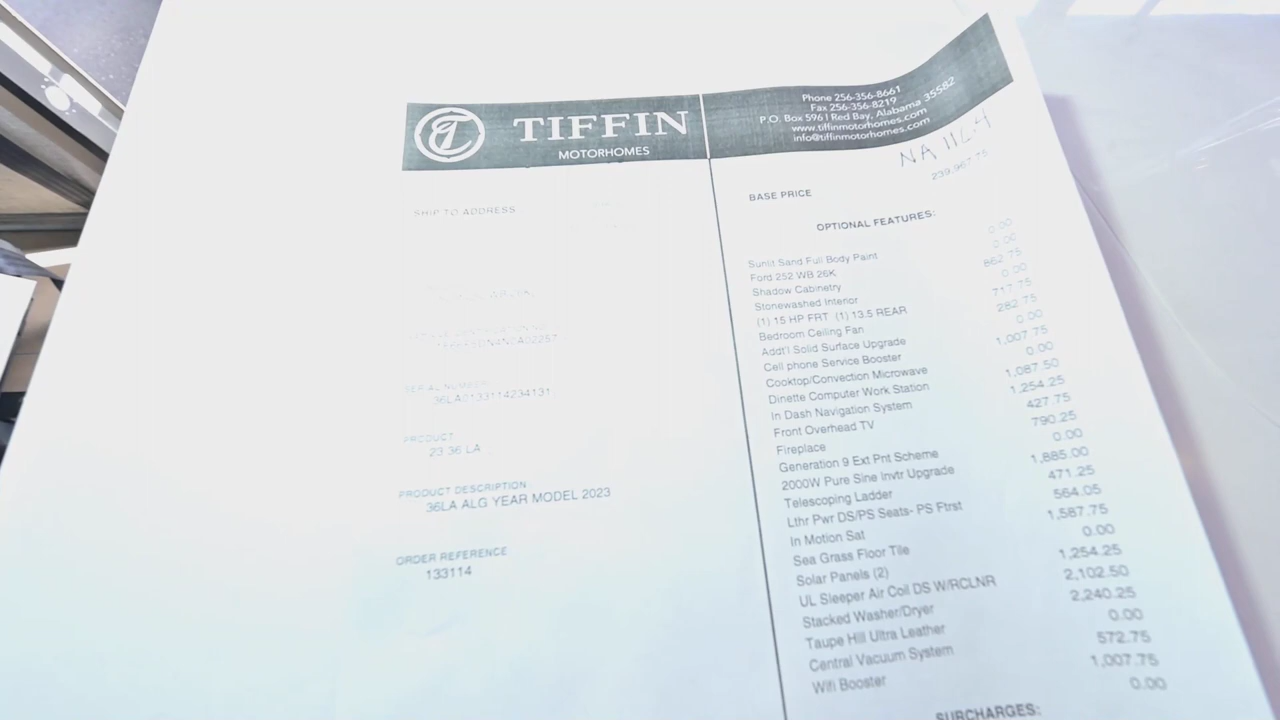 TIFFIN
MOTORHOMES
Phone 256-356-8661
Fax 256-356-8219
P.O. Box 596 | Red Bay, Alabama 35582
www.tiffinmotorhomes.com
info@tiffinmotorhomes.com
SHIP TO ADDRESS
SERIAL NUMBER
36LA0133114234131
PRODUCT
23 36 LA
PRODUCT DESCRIPTION
36LA ALG YEAR MODEL 2023
ORDER REFERENCE
133114
BASE PRICE 239,967.75
OPTIONAL FEATURES:
Sunlit Sand Full Body Paint 0.00
Ford 252 WB 26K 0.00
Shadow Cabinetry 862.75
Stonewashed Interior 0.00
(1) 15 HP FRT (1) 13.5 REAR 717.75
Bedroom Ceiling Fan 282.75
Addt'l Solid Surface Upgrade 0.00
Cell phone Service Booster 1,007.75
Cooktop/Convection Microwave 0.00
Dinette Computer Work Station 1,087.50
In Dash Navigation System 1,254.25
Front Overhead TV 427.75
Fireplace 790.25
Generation 9 Ext Pnt Scheme 0.00
2000W Pure Sine Invtr Upgrade 1,885.00
Telescoping Ladder 471.25
Lthr Pwr DS/PS Seats- PS Ftrst 564.05
In Motion Sat 1,587.75
Sea Grass Floor Tile 0.00
Solar Panels (2) 1,254.25
UL Sleeper Air Coil DS W/RCLNR 2,102.50
Stacked Washer/Dryer 2,240.25
Taupe Hill Ultra Leather 0.00
Central Vacuum System 572.75
Wifi Booster 1,007.75
0.00
SURCHARGES: